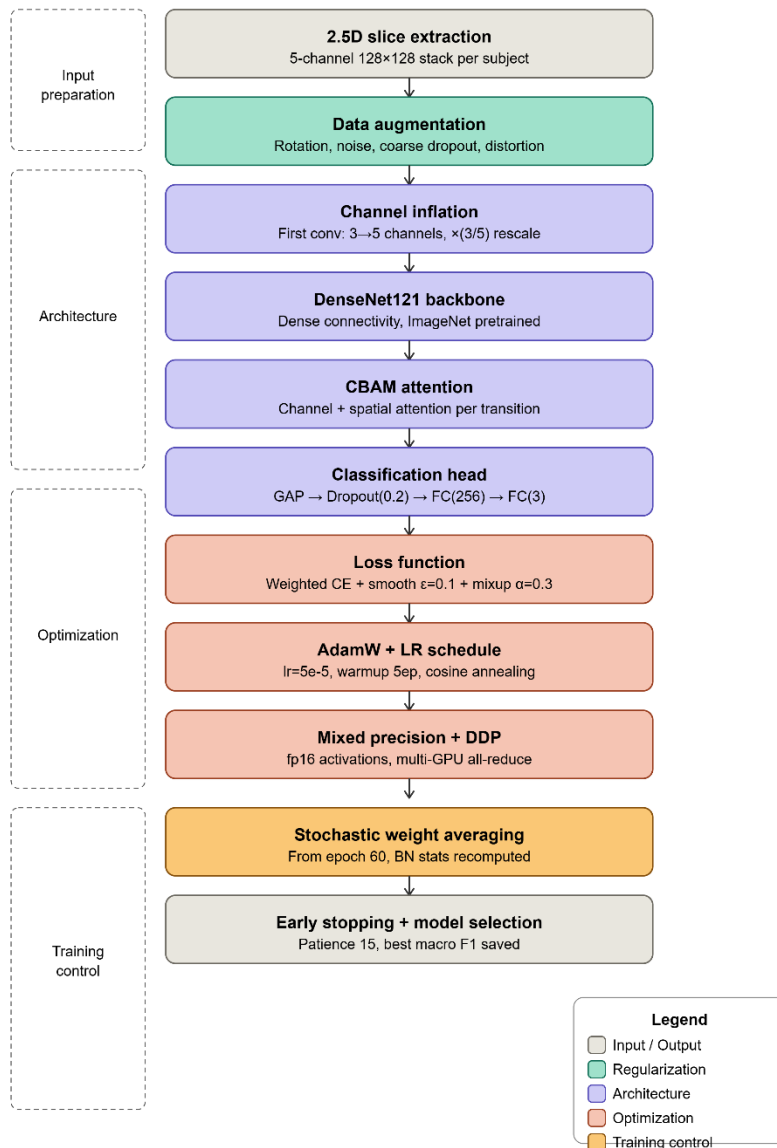 Input
preparation
2.5D slice extraction
5-channel 128×128 stack per subject
Data augmentation
Rotation, noise, coarse dropout, distortion
Architecture
Channel inflation
First conv: 3→5 channels, ×(3/5) rescale
DenseNet121 backbone
Dense connectivity, ImageNet pretrained
CBAM attention
Channel + spatial attention per transition
Classification head
GAP → Dropout(0.2) → FC(256) → FC(3)
Optimization
Loss function
Weighted CE + smooth ε=0.1 + mixup α=0.3
AdamW + LR schedule
lr=5e-5, warmup 5ep, cosine annealing
Mixed precision + DDP
fp16 activations, multi-GPU all-reduce
Training
control
Stochastic weight averaging
From epoch 60, BN stats recomputed
Early stopping + model selection
Patience 15, best macro F1 saved
Legend
Input / Output
Regularization
Architecture
Optimization
Training control